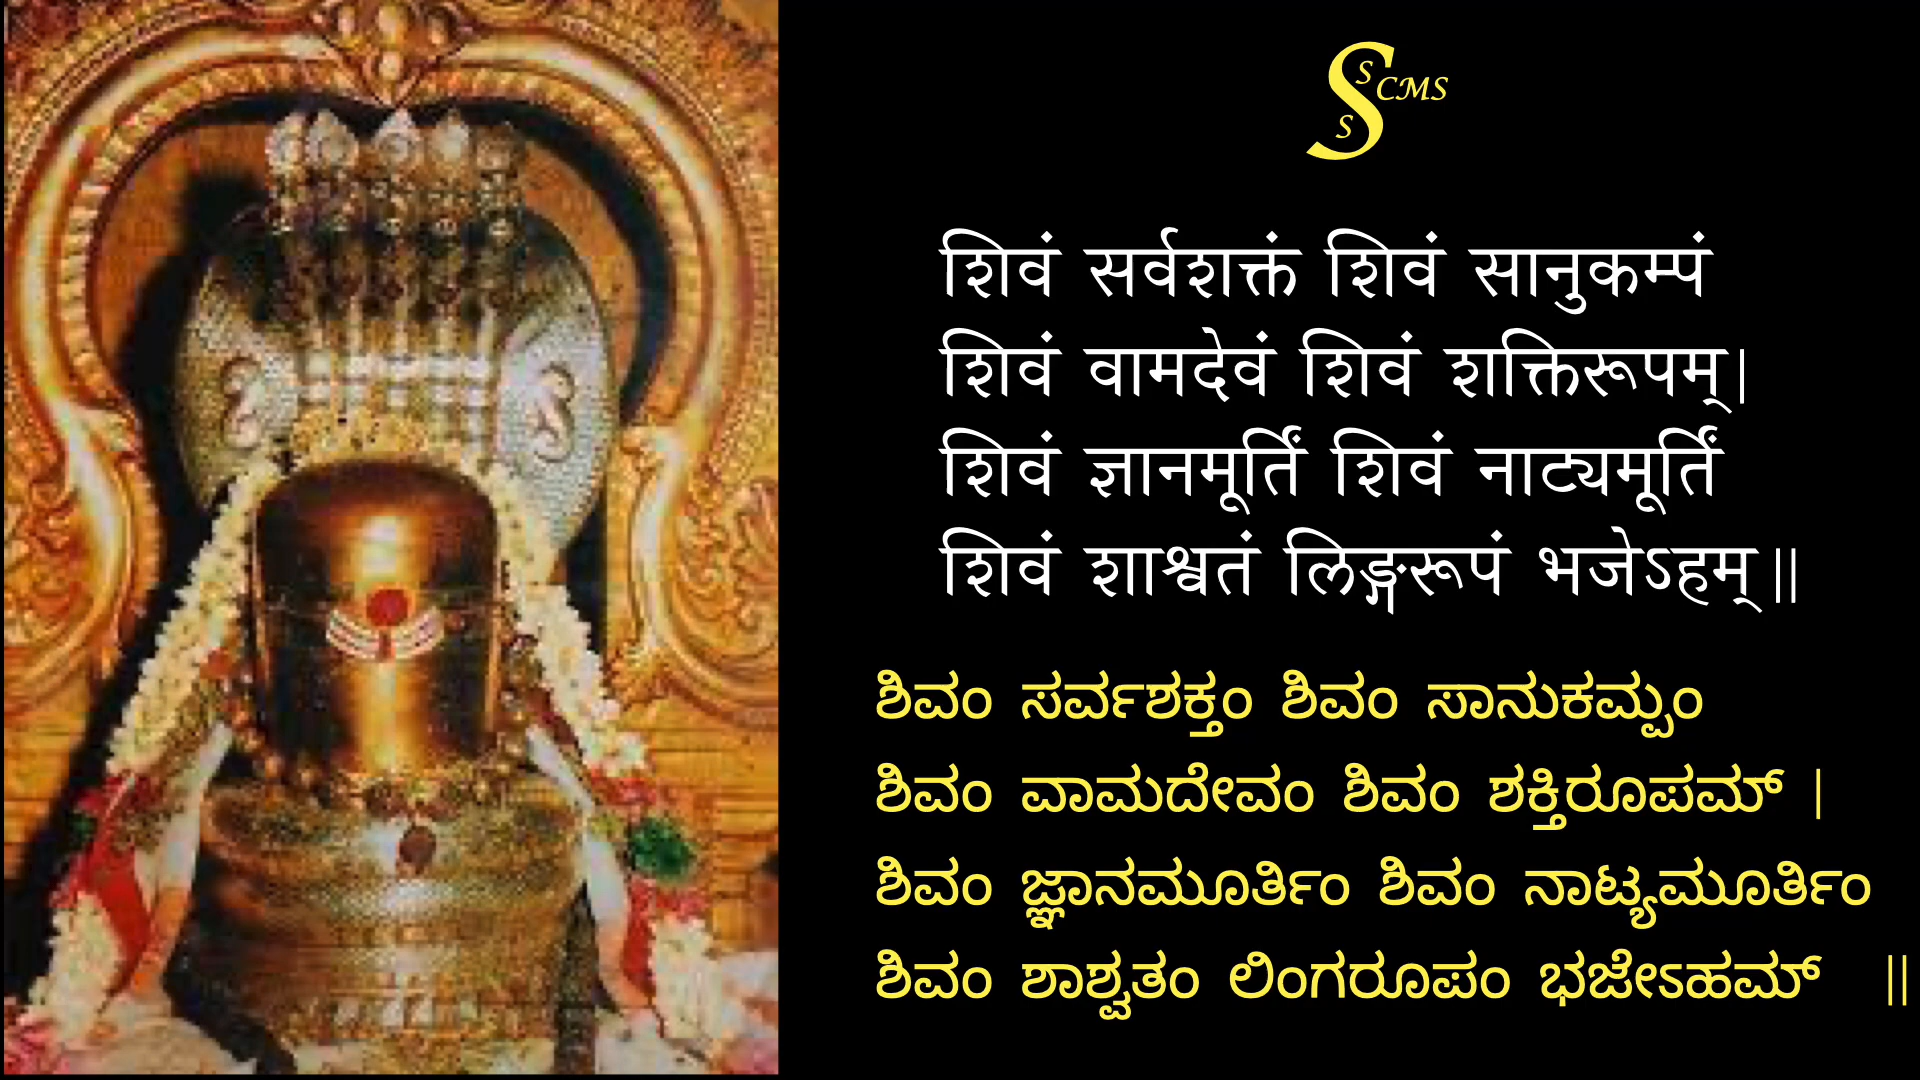 S
S CMS
S
शिवं सर्वशक्तं शिवं सानुकम्पं
शिवं वामदेवं शिवं शक्तिरूपम्|
शिवं ज्ञानमूर्तिं शिवं नाट्यमूर्तिं
शिवं शाश्वतं लिङ्गरूपं भजेऽहम्||
ಶಿವಂ ಸರ್ವಶಕ್ತಂ ಶಿವಂ ಸಾನುಕಮ್ಪಂ
ಶಿವಂ ವಾಮದೇವಂ ಶಿವಂ ಶಕ್ತಿರೂಪಮ್ |
ಶಿವಂ ಜ್ಞಾನಮೂರ್ತಿಂ ಶಿವಂ ನಾಟ್ಯಮೂರ್ತಿಂ
ಶಿವಂ ಶಾಶ್ವತಂ ಲಿಂಗರೂಪಂ ಭಜೇಽಹಮ್ ||